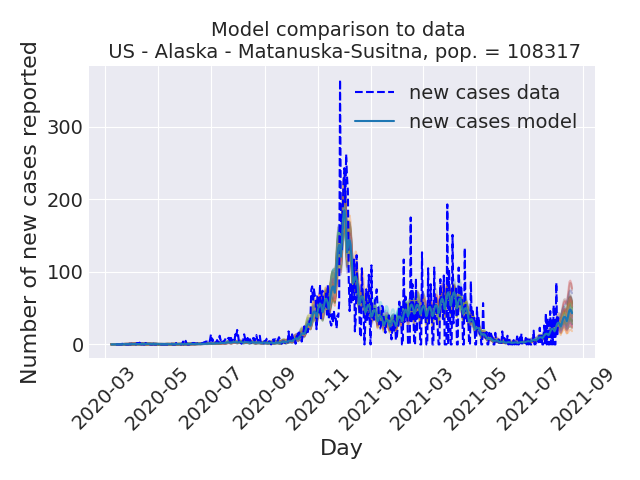 Model comparison to data
US - Alaska - Matanuska-Susitna, pop. = 108317
Number of new cases reported
300
200
100
0
new cases data
new cases model
2020-03
2020-05
2020-07
2020-09
2020-11
2021-01
2021-03
2021-05
2021-07
2021-09
Day